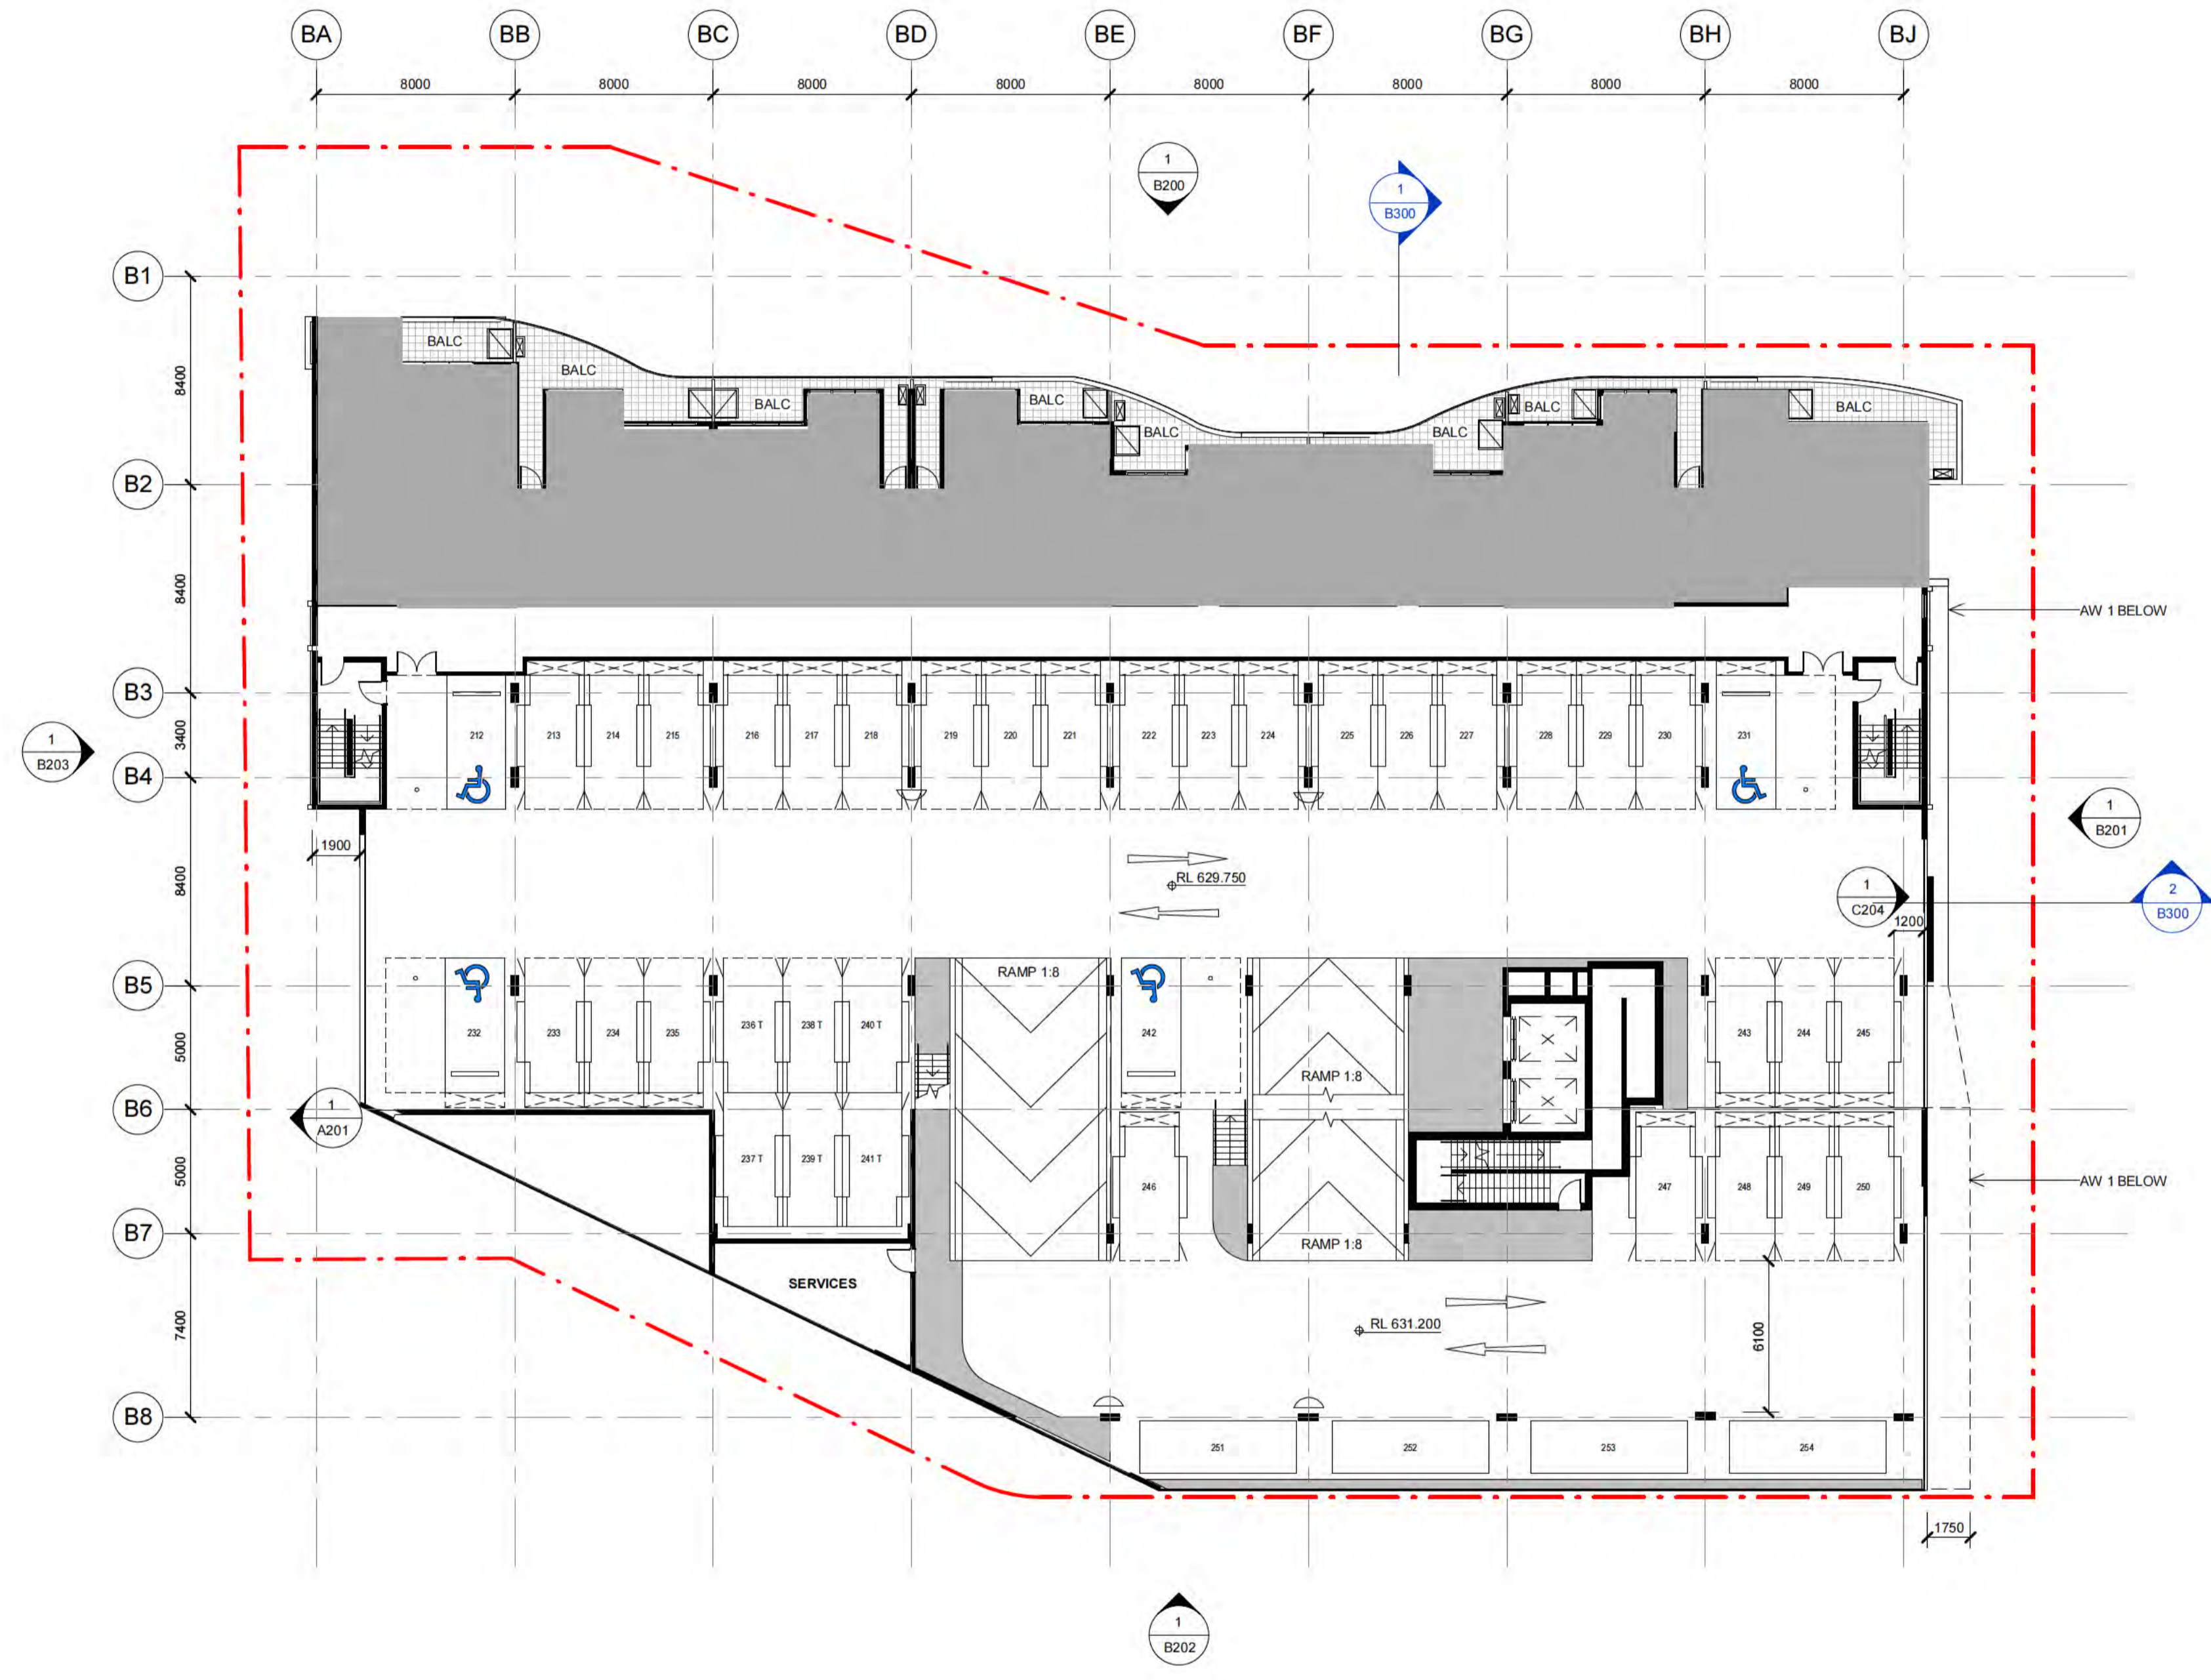 BA BB BC BD BE BF BG BH BJ
8000 8000 8000 8000 8000 8000 8000 8000
1
B200
1
B300
B1
8400
BALC
BALC
BALC
BALC
BALC
BALC
BALC
BALC
B2
8400
AW 1 BELOW
B3
3400
1
B203
212 213 214 215 216 217 218 219 220 221 222 223 224 225 226 227 228 229 230 231
B4
1
B201
1900
8400
RL 629.750
1
C204
1200
2
B300
B5
RAMP 1:8
5000
232 233 234 235 236 T 238 T 240 T 242 243 244 245
RAMP 1:8
B6
1
A201
5000
237 T 239 T 241 T 246 247 248 249 250
AW 1 BELOW
B7
RAMP 1:8
SERVICES
7400
RL 631.200
6100
B8
251 252 253 254
1750
1
B202